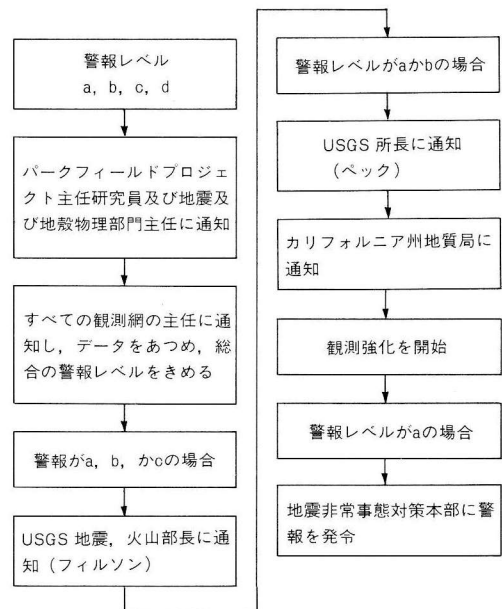 警報レベル
a, b, c, d
パークフィールドプロジェ
クト主任研究員及び地震及
び地殻物理部門主任に通知
すべての観測網の主任に通
知し，データをあつめ，総
合の警報レベルをきめる
警報がa, b, かcの場合
USGS 地震，火山部長に通
知（フィルソン）
警報レベルがaかbの場合
USGS 所長に通知
（ペック）
カリフォルニア州地質局に
通知
観測強化を開始
警報レベルがaの場合
地震非常事態対策本部に警
報を発令